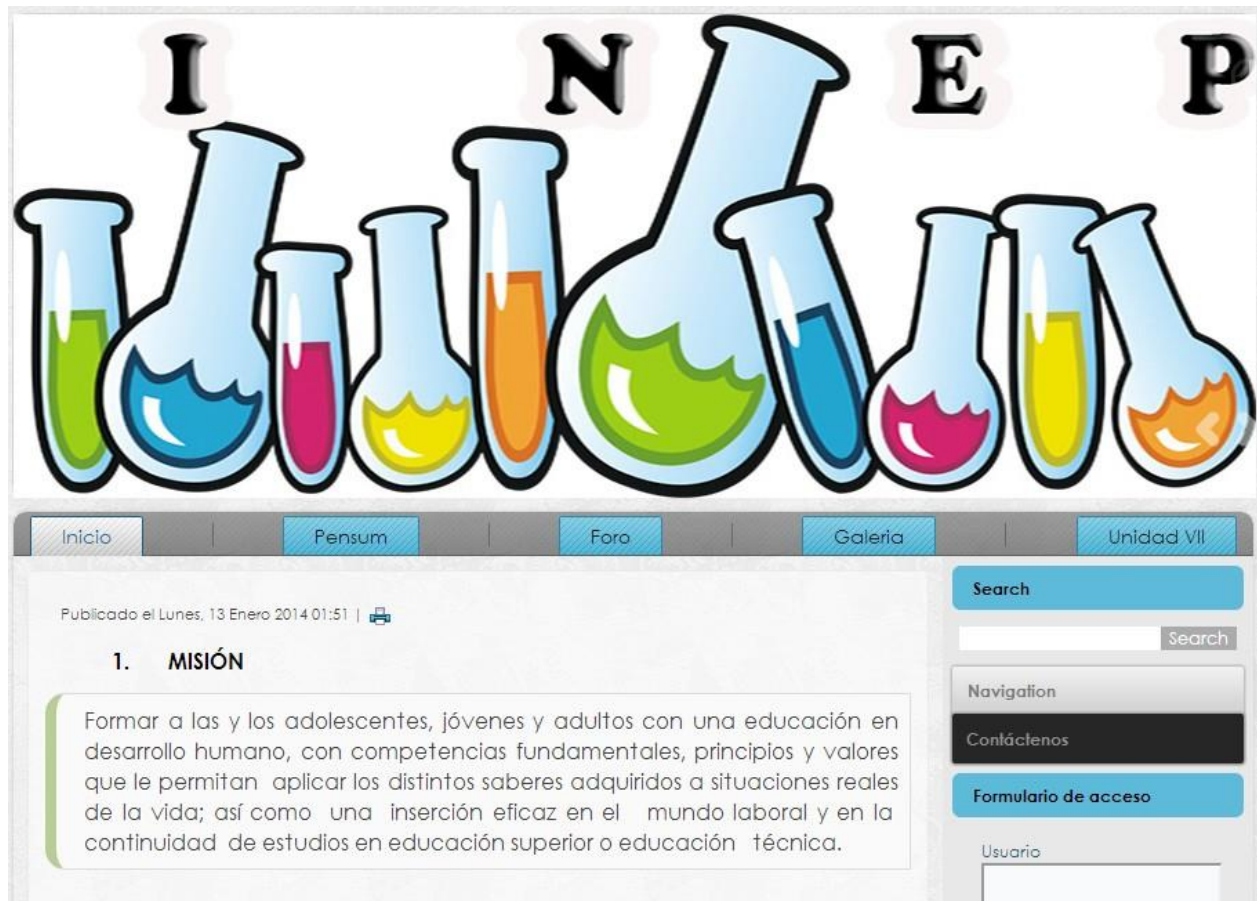 I N E P
Inicio Pensum Foro Galeria Unidad VII
Publicado el Lunes, 13 Enero 2014 01:51 |
1. MISIÓN
Formar a las y los adolescentes, jóvenes y adultos con una educación en
desarrollo humano, con competencias fundamentales, principios y valores
que le permitan aplicar los distintos saberes adquiridos a situaciones reales
de la vida; así como una inserción eficaz en el mundo laboral y en la
continuidad de estudios en educación superior o educación técnica.
Search
Search
Navigation
Contáctenos
Formulario de acceso
Usuario